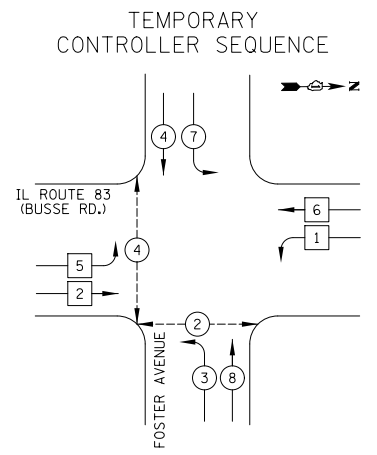 TEMPORARY
CONTROLLER SEQUENCE
N
4 7
IL ROUTE 83
(BUSSE RD.)
6
1
4
5
2
2
FOSTER AVENUE
3 8